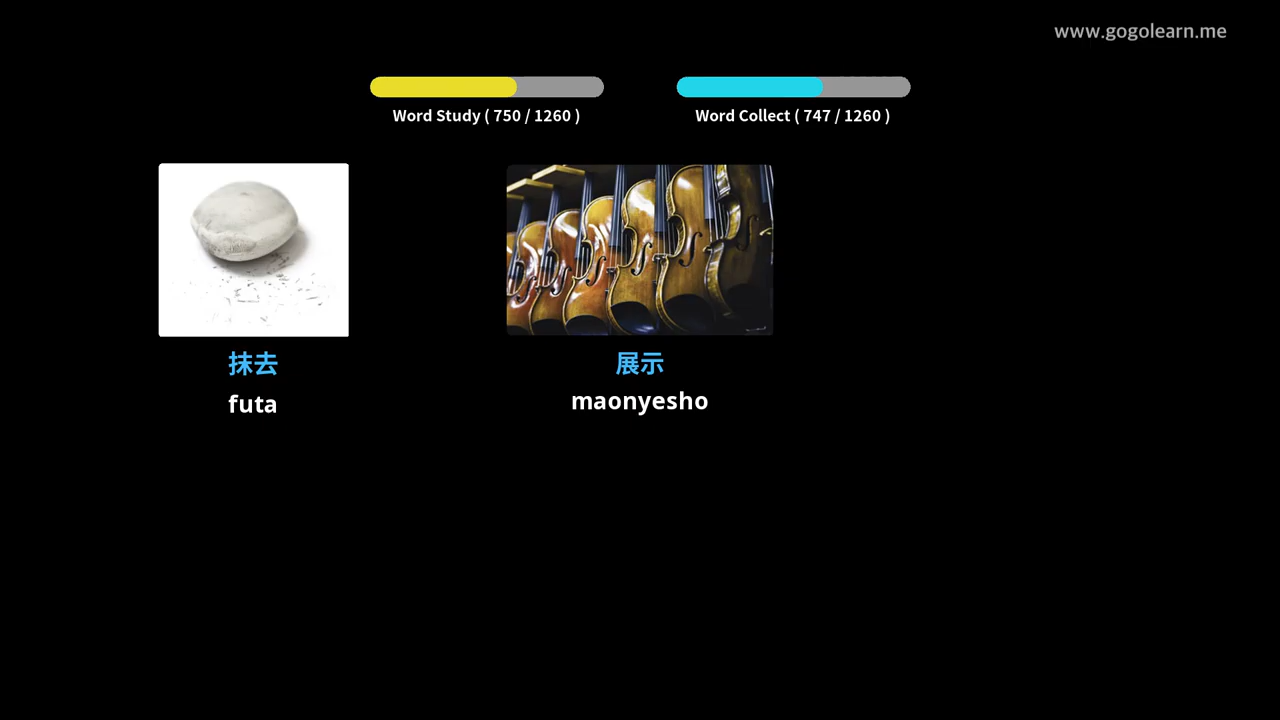 www.gogolearn.me
Word Study ( 750 / 1260 )
Word Collect ( 747 / 1260 )
抹去
futa
展示
maonyesho